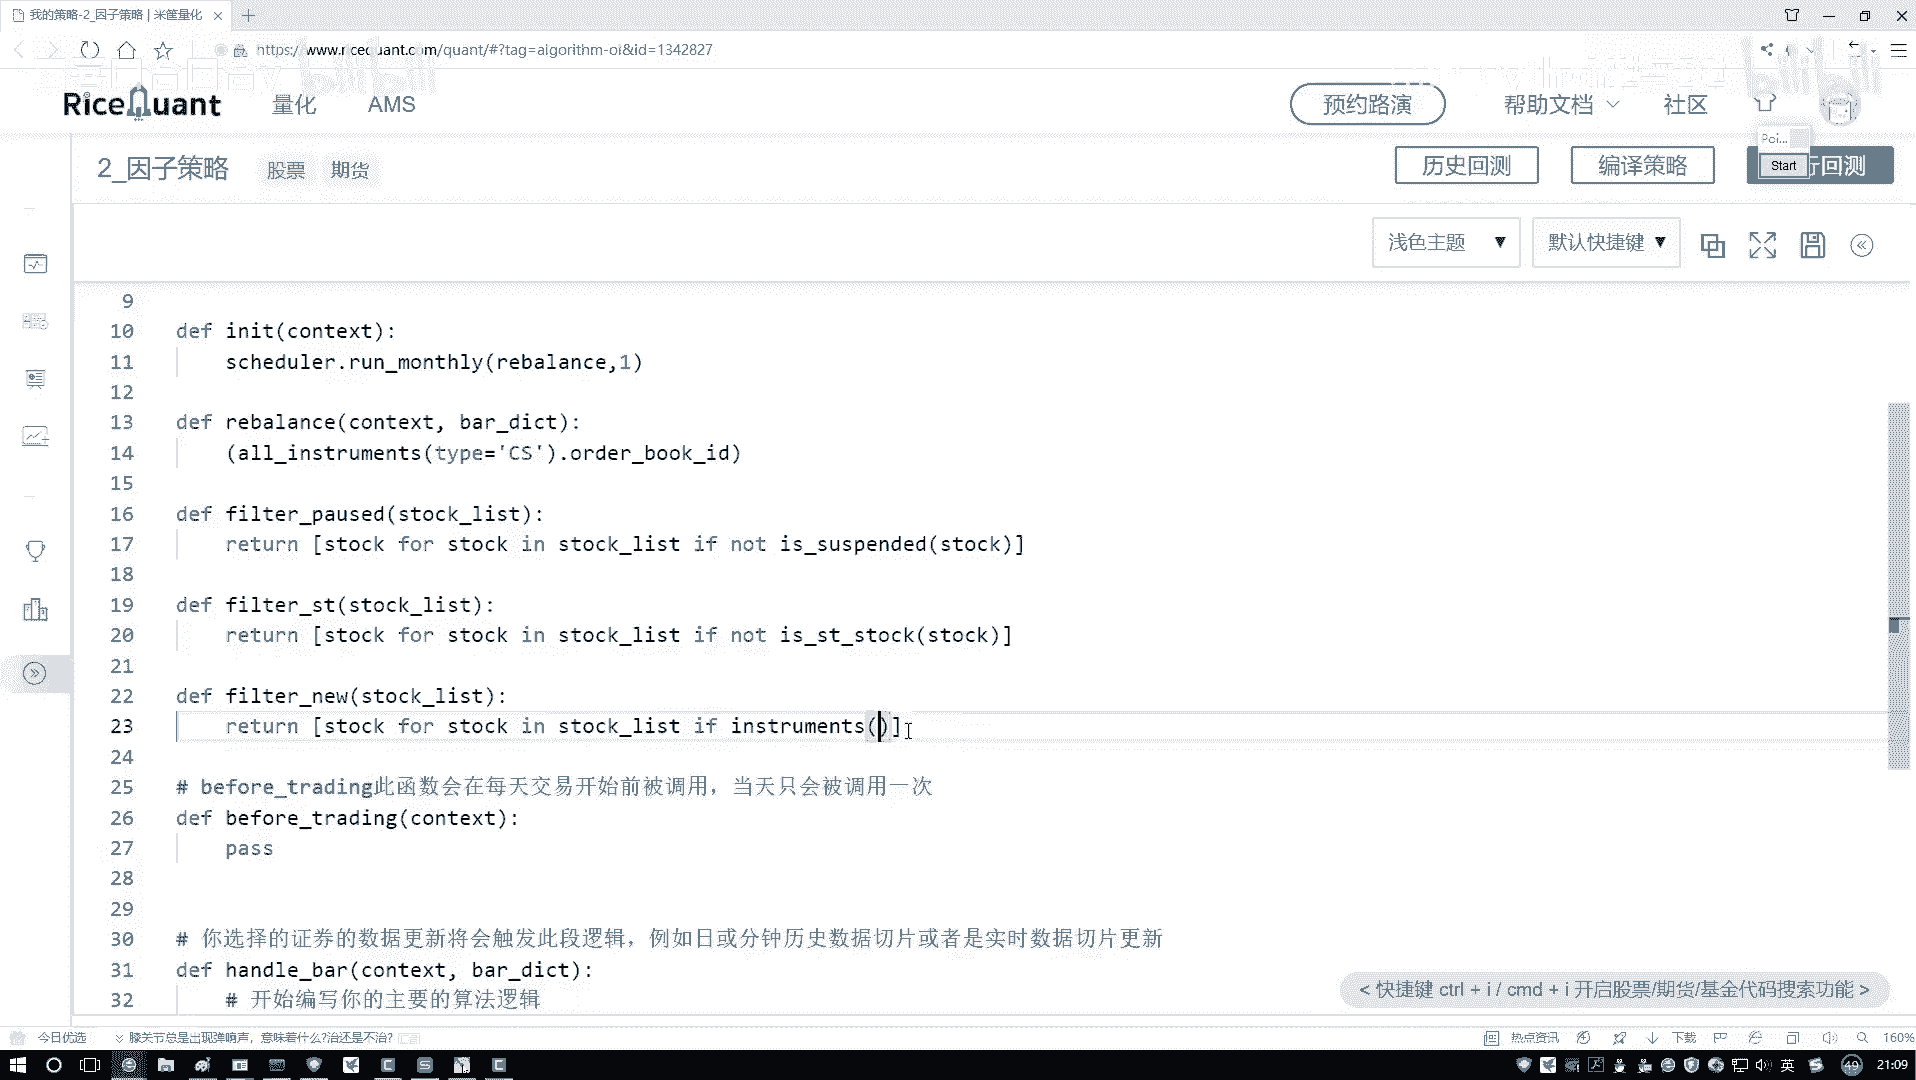 我的策略-2_因子策略 | 米筐量化
https://www.ricequant.com/quant/#?tag=algorithm-oi&id=1342827
bilibili
bilibili
RiceQuant 量化 AMS 预约路演 帮助文档 社区
Poi...
2_因子策略 股票 期货 历史回测 编译策略 Start 行回测
浅色主题 ▼ 默认快捷键 ▼
9
10 def init(context):
11 scheduler.run_monthly(rebalance,1)
12
13 def rebalance(context, bar_dict):
14 (all_instruments(type='CS').order_book_id)
15
16 def filter_paused(stock_list):
17 return [stock for stock in stock_list if not is_suspended(stock)]
18
19 def filter_st(stock_list):
20 return [stock for stock in stock_list if not is_st_stock(stock)]
21
22 def filter_new(stock_list):
23 return [stock for stock in stock_list if instruments()]
24
25 # before_trading此函数会在每天交易开始前被调用，当天只会被调用一次
26 def before_trading(context):
27 pass
28
29
30 # 你选择的证券的数据更新将会触发此段逻辑，例如日或分钟历史数据切片或者是实时数据切片更新
31 def handle_bar(context, bar_dict):
32 # 开始编写你的主要的算法逻辑
< 快捷键 ctrl + i / cmd + i 开启股票/期货/基金代码搜索功能 >
今日优选 膝关节总是出现弹响声，意味着什么?治还是不治? 热点资讯 下载 160%
英 49 21:09